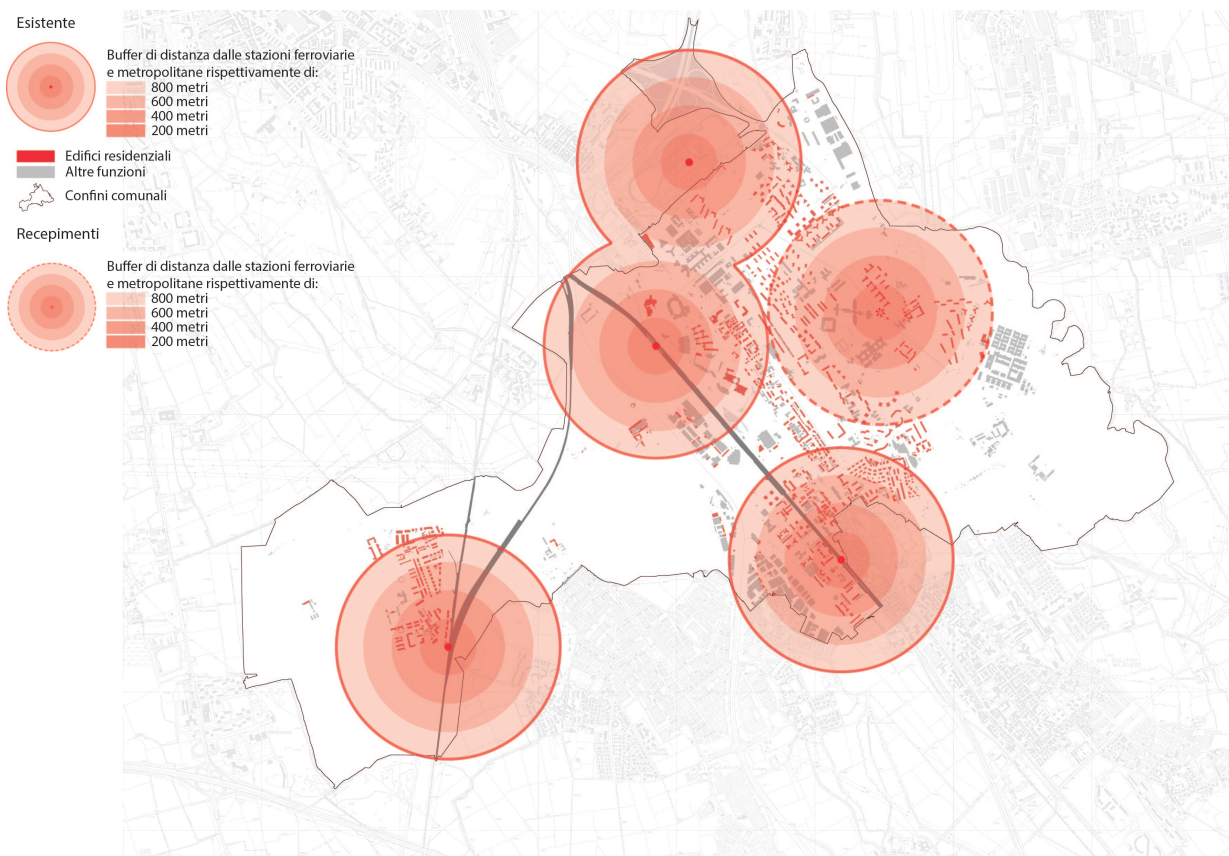 Esistente
Buffer di distanza dalle stazioni ferroviarie
e metropolitane rispettivamente di:
800 metri
600 metri
400 metri
200 metri
Edifici residenziali
Altre funzioni
Confini comunali
Recepimenti
Buffer di distanza dalle stazioni ferroviarie
e metropolitane rispettivamente di:
800 metri
600 metri
400 metri
200 metri